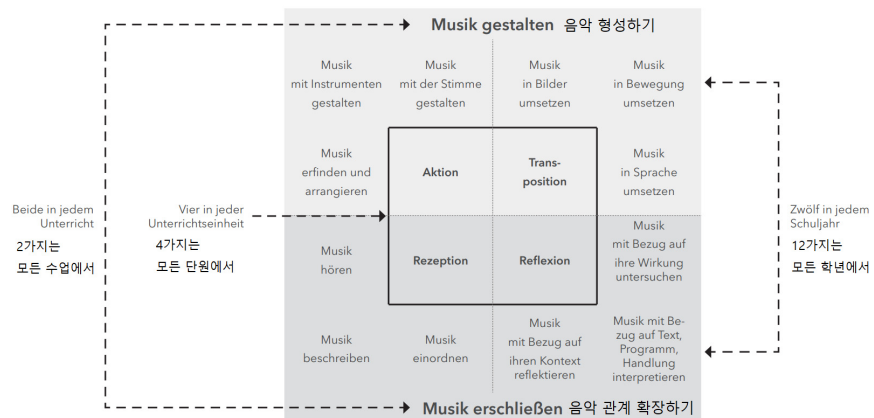 Musik gestalten 음악 형성하기
Musik
mit Instrumenten
gestalten
Musik
mit der Stimme
gestalten
Musik
in Bilder
umsetzen
Musik
in Bewegung
umsetzen
Musik
erfinden und
arrangieren
Aktion
Trans-
position
Musik
in Sprache
umsetzen
Beide in jedem
Unterricht
2가지는
모든 수업에서
Vier in jeder
Unterrichtseinheit
4가지는
모든 단원에서
Zwölf in jedem
Schuljahr
12가지는
모든 학년에서
Musik
hören
Rezeption
Reflexion
Musik
mit Bezug auf
ihre Wirkung
untersuchen
Musik
beschreiben
Musik
einordnen
Musik
mit Bezug auf
ihren Kontext
reflektieren
Musik mit Be-
zug auf Text,
Programm,
Handlung
interpretieren
Musik erschließen 음악 관계 확장하기